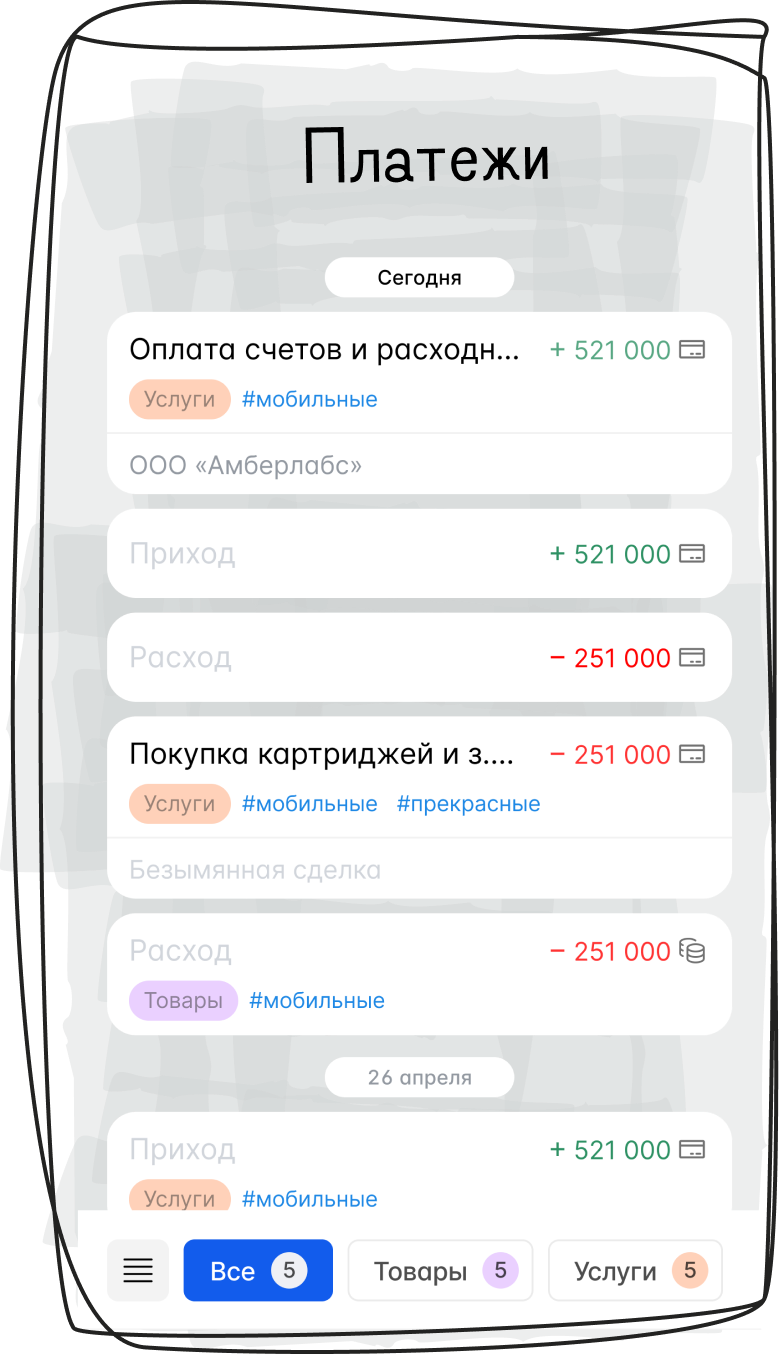 Платежи
Сегодня
Оплата счетов и расходн... + 521 000
Услуги #мобильные
ООО «Амберлабс»
Приход + 521 000
Расход − 251 000
Покупка картриджей и з.... − 251 000
Услуги #мобильные #прекрасные
Безымянная сделка
Расход − 251 000
Товары #мобильные
26 апреля
Приход + 521 000
Услуги #мобильные
Все 5 Товары 5 Услуги 5